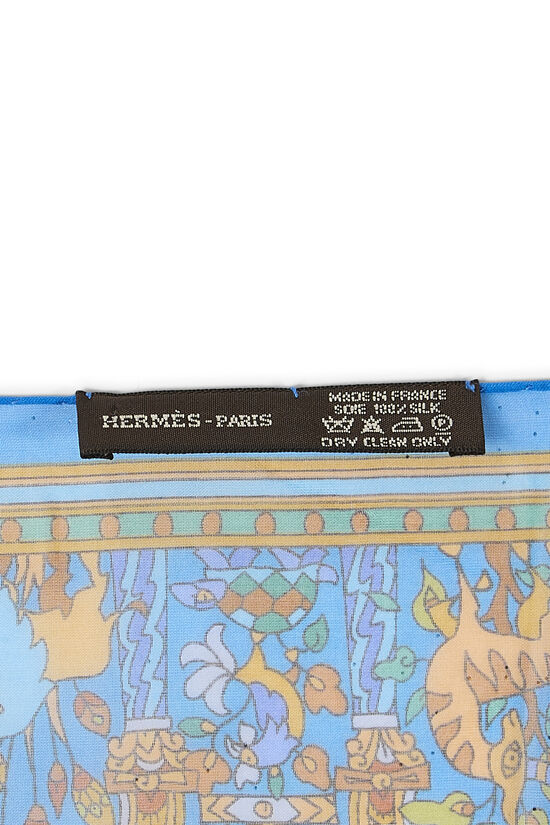 HERMÈS-PARIS
MADE IN FRANCE
SOIE 100% SILK
DRY CLEAN ONLY